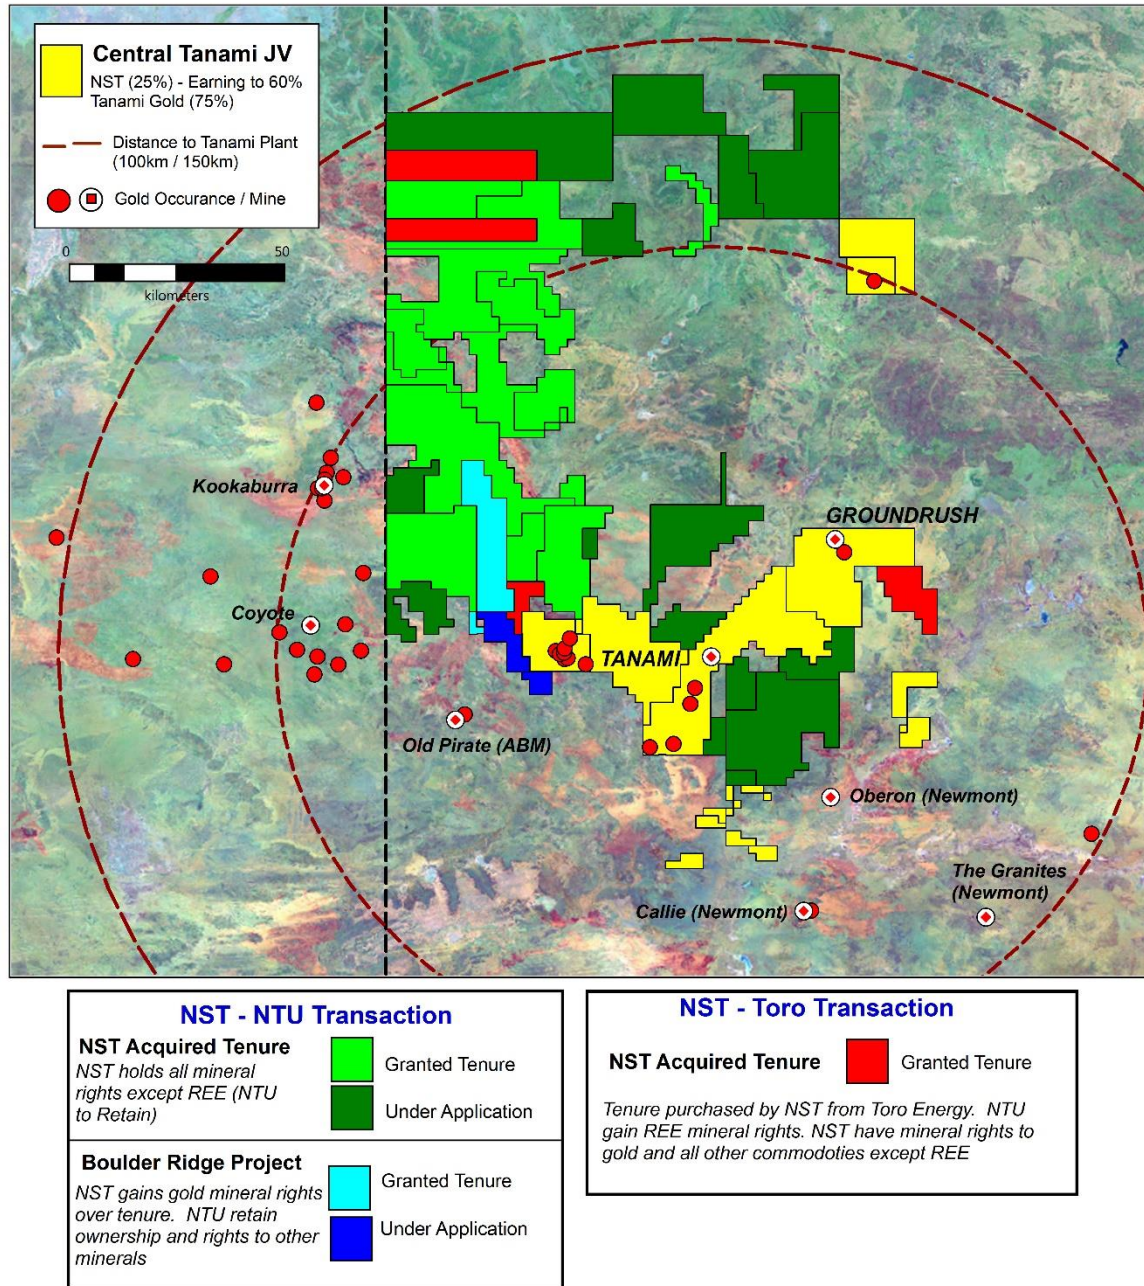 Central Tanami JV
NST (25%) - Earning to 60%
Tanami Gold (75%)
Distance to Tanami Plant
(100km / 150km)
Gold Occurance / Mine
0
50
kilometers
Kookaburra
GROUNDRUSH
Coyote
TANAMI
Old Pirate (ABM)
Oberon (Newmont)
The Granites
(Newmont)
Callie (Newmont)
NST - NTU Transaction
NST Acquired Tenure
NST holds all mineral
rights except REE (NTU
to Retain)
Granted Tenure
Under Application
Boulder Ridge Project
NST gains gold mineral rights
over tenure. NTU retain
ownership and rights to other
minerals
Granted Tenure
Under Application
NST - Toro Transaction
NST Acquired Tenure
Granted Tenure
Tenure purchased by NST from Toro Energy. NTU
gain REE mineral rights. NST have mineral rights to
gold and all other commodoties except REE